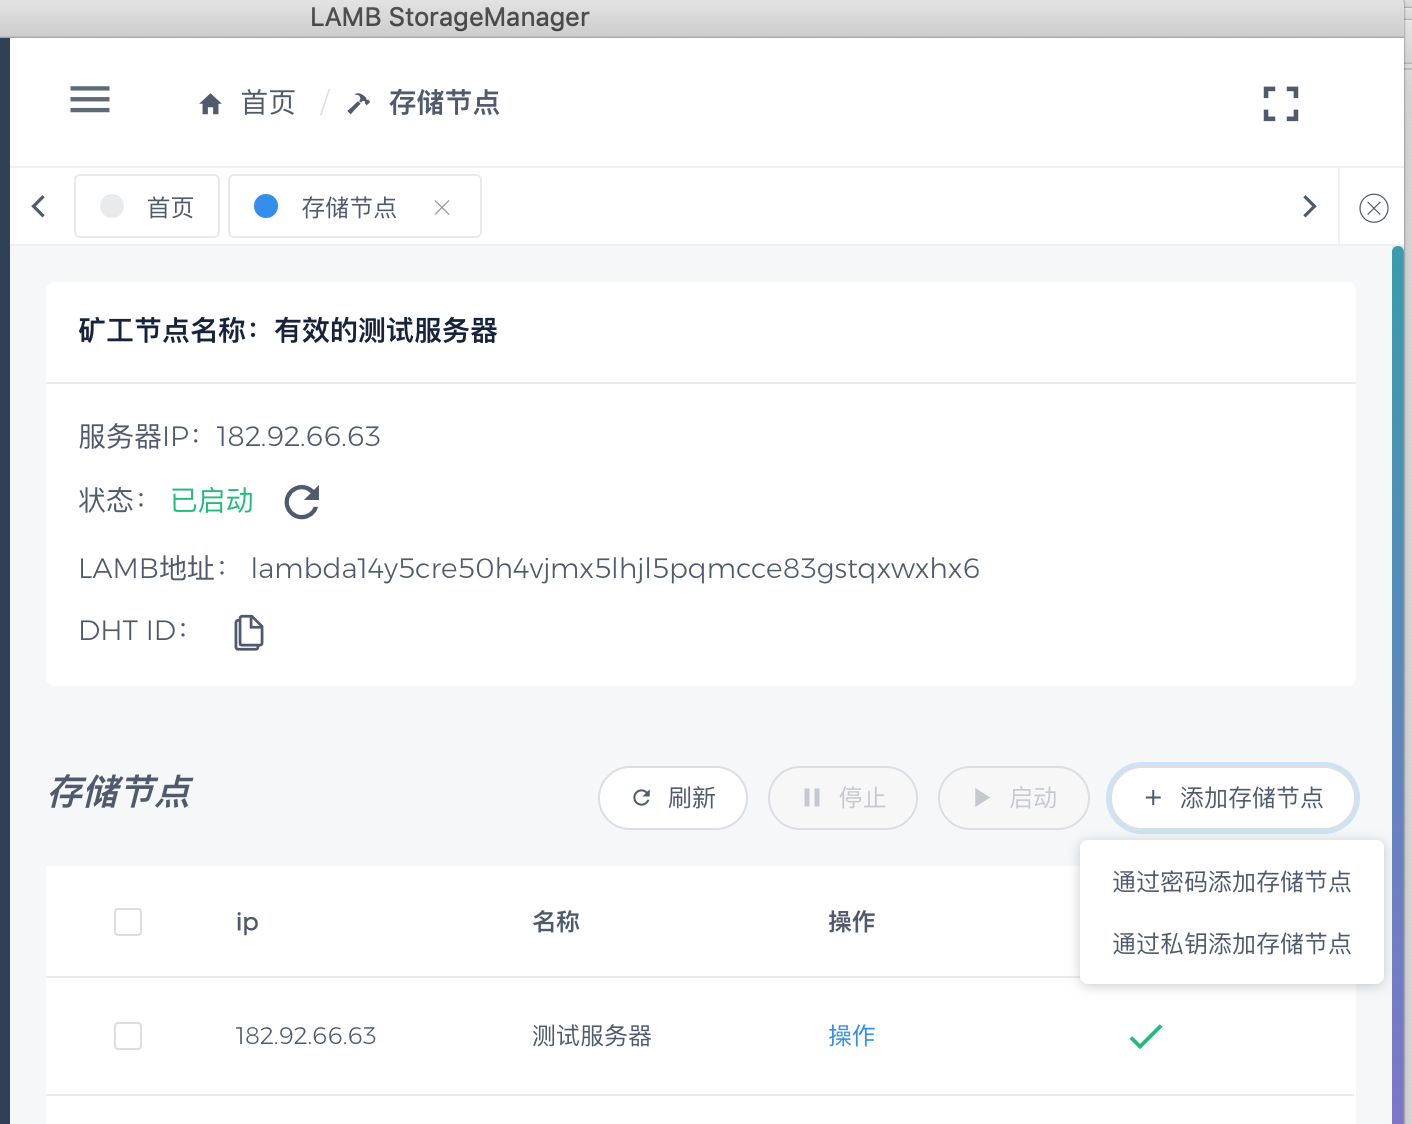 LAMB StorageManager
首页 / 存储节点
首页 存储节点
矿工节点名称：有效的测试服务器
服务器IP：182.92.66.63
状态： 已启动
LAMB地址： lambda14y5cre50h4vjmx5lhjl5pqmcce83gstqxwxhx6
DHT ID：
存储节点 刷新 停止 启动 + 添加存储节点
通过密码添加存储节点
通过私钥添加存储节点
ip 名称 操作
182.92.66.63 测试服务器 操作